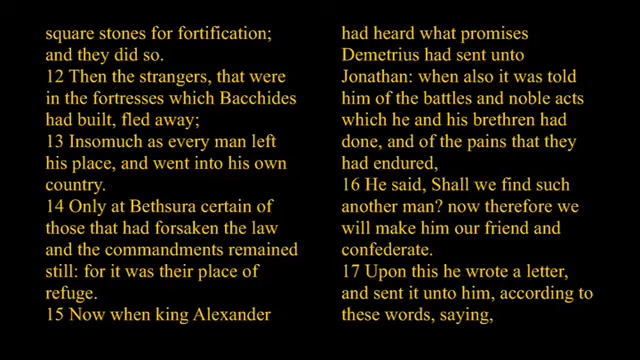 square stones for fortification;
and they did so.
12 Then the strangers, that were
in the fortresses which Bacchides
had built, fled away;
13 Insomuch as every man left
his place, and went into his own
country.
14 Only at Bethsura certain of
those that had forsaken the law
and the commandments remained
still: for it was their place of
refuge.
15 Now when king Alexander
had heard what promises
Demetrius had sent unto
Jonathan: when also it was told
him of the battles and noble acts
which he and his brethren had
done, and of the pains that they
had endured,
16 He said, Shall we find such
another man? now therefore we
will make him our friend and
confederate.
17 Upon this he wrote a letter,
and sent it unto him, according to
these words, saying,